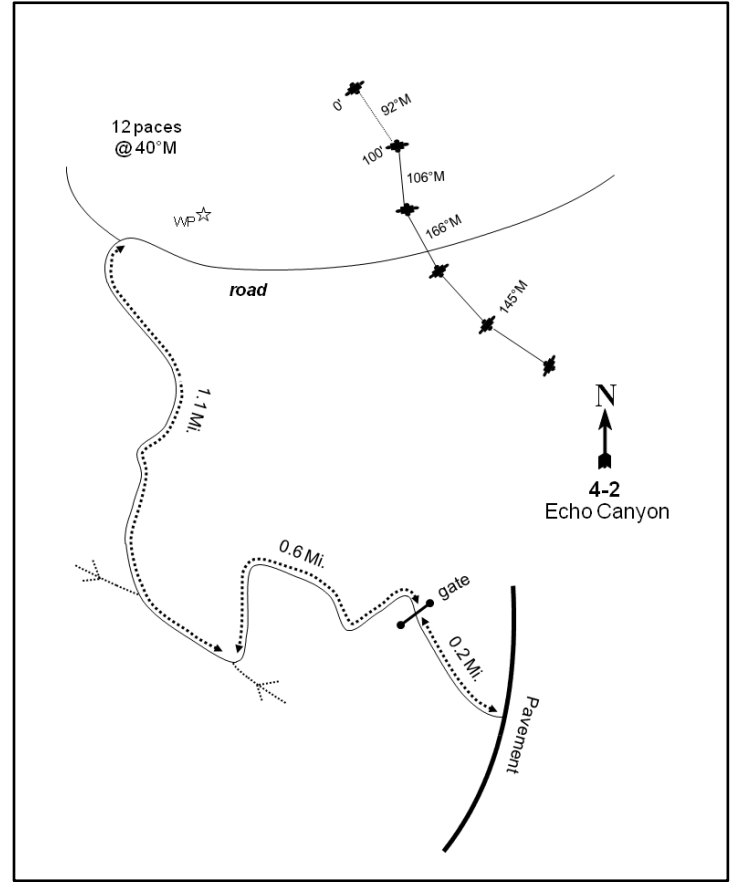 0'
92°M
12 paces
@ 40°M
100'
106°M
WP
166°M
road
145°M
1.1 Mi.
N
4-2
Echo Canyon
0.6 Mi.
gate
0.2 Mi.
Pavement